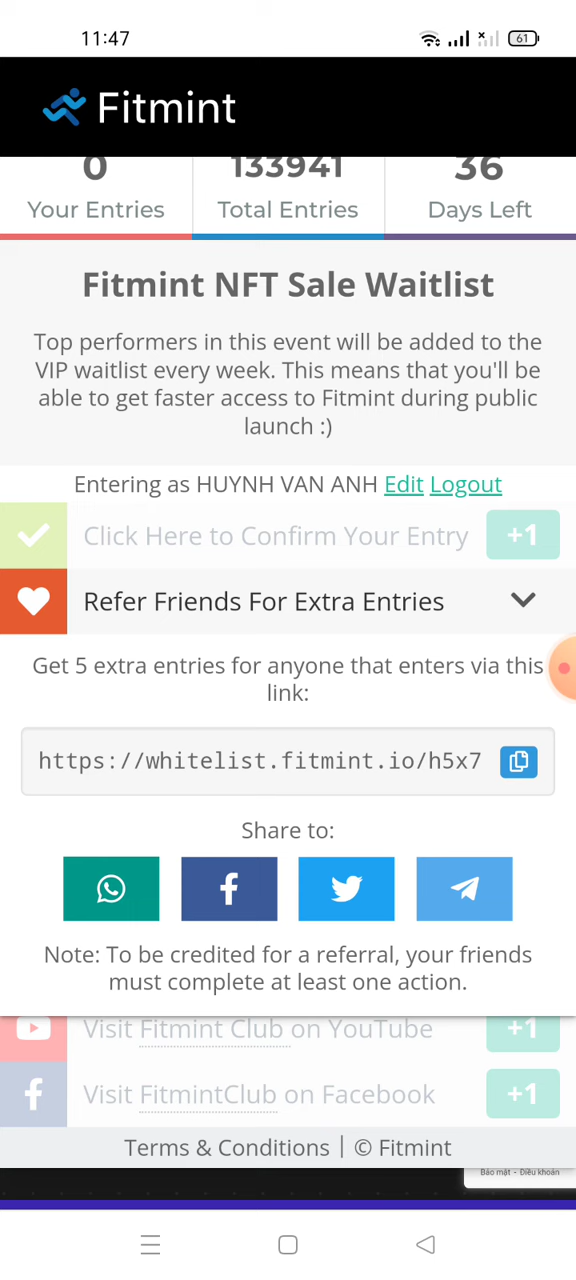 11:47
61
Fitmint
0
133941
36
Your Entries
Total Entries
Days Left
Fitmint NFT Sale Waitlist
Top performers in this event will be added to the
VIP waitlist every week. This means that you'll be
able to get faster access to Fitmint during public
launch :)
Entering as HUYNH VAN ANH Edit Logout
Click Here to Confirm Your Entry +1
Refer Friends For Extra Entries
Get 5 extra entries for anyone that enters via this
link:
https://whitelist.fitmint.io/h5x7
Share to:
Note: To be credited for a referral, your friends
must complete at least one action.
Visit Fitmint Club on YouTube +1
Visit FitmintClub on Facebook +1
Terms & Conditions | © Fitmint
Bảo mật - Điều khoản